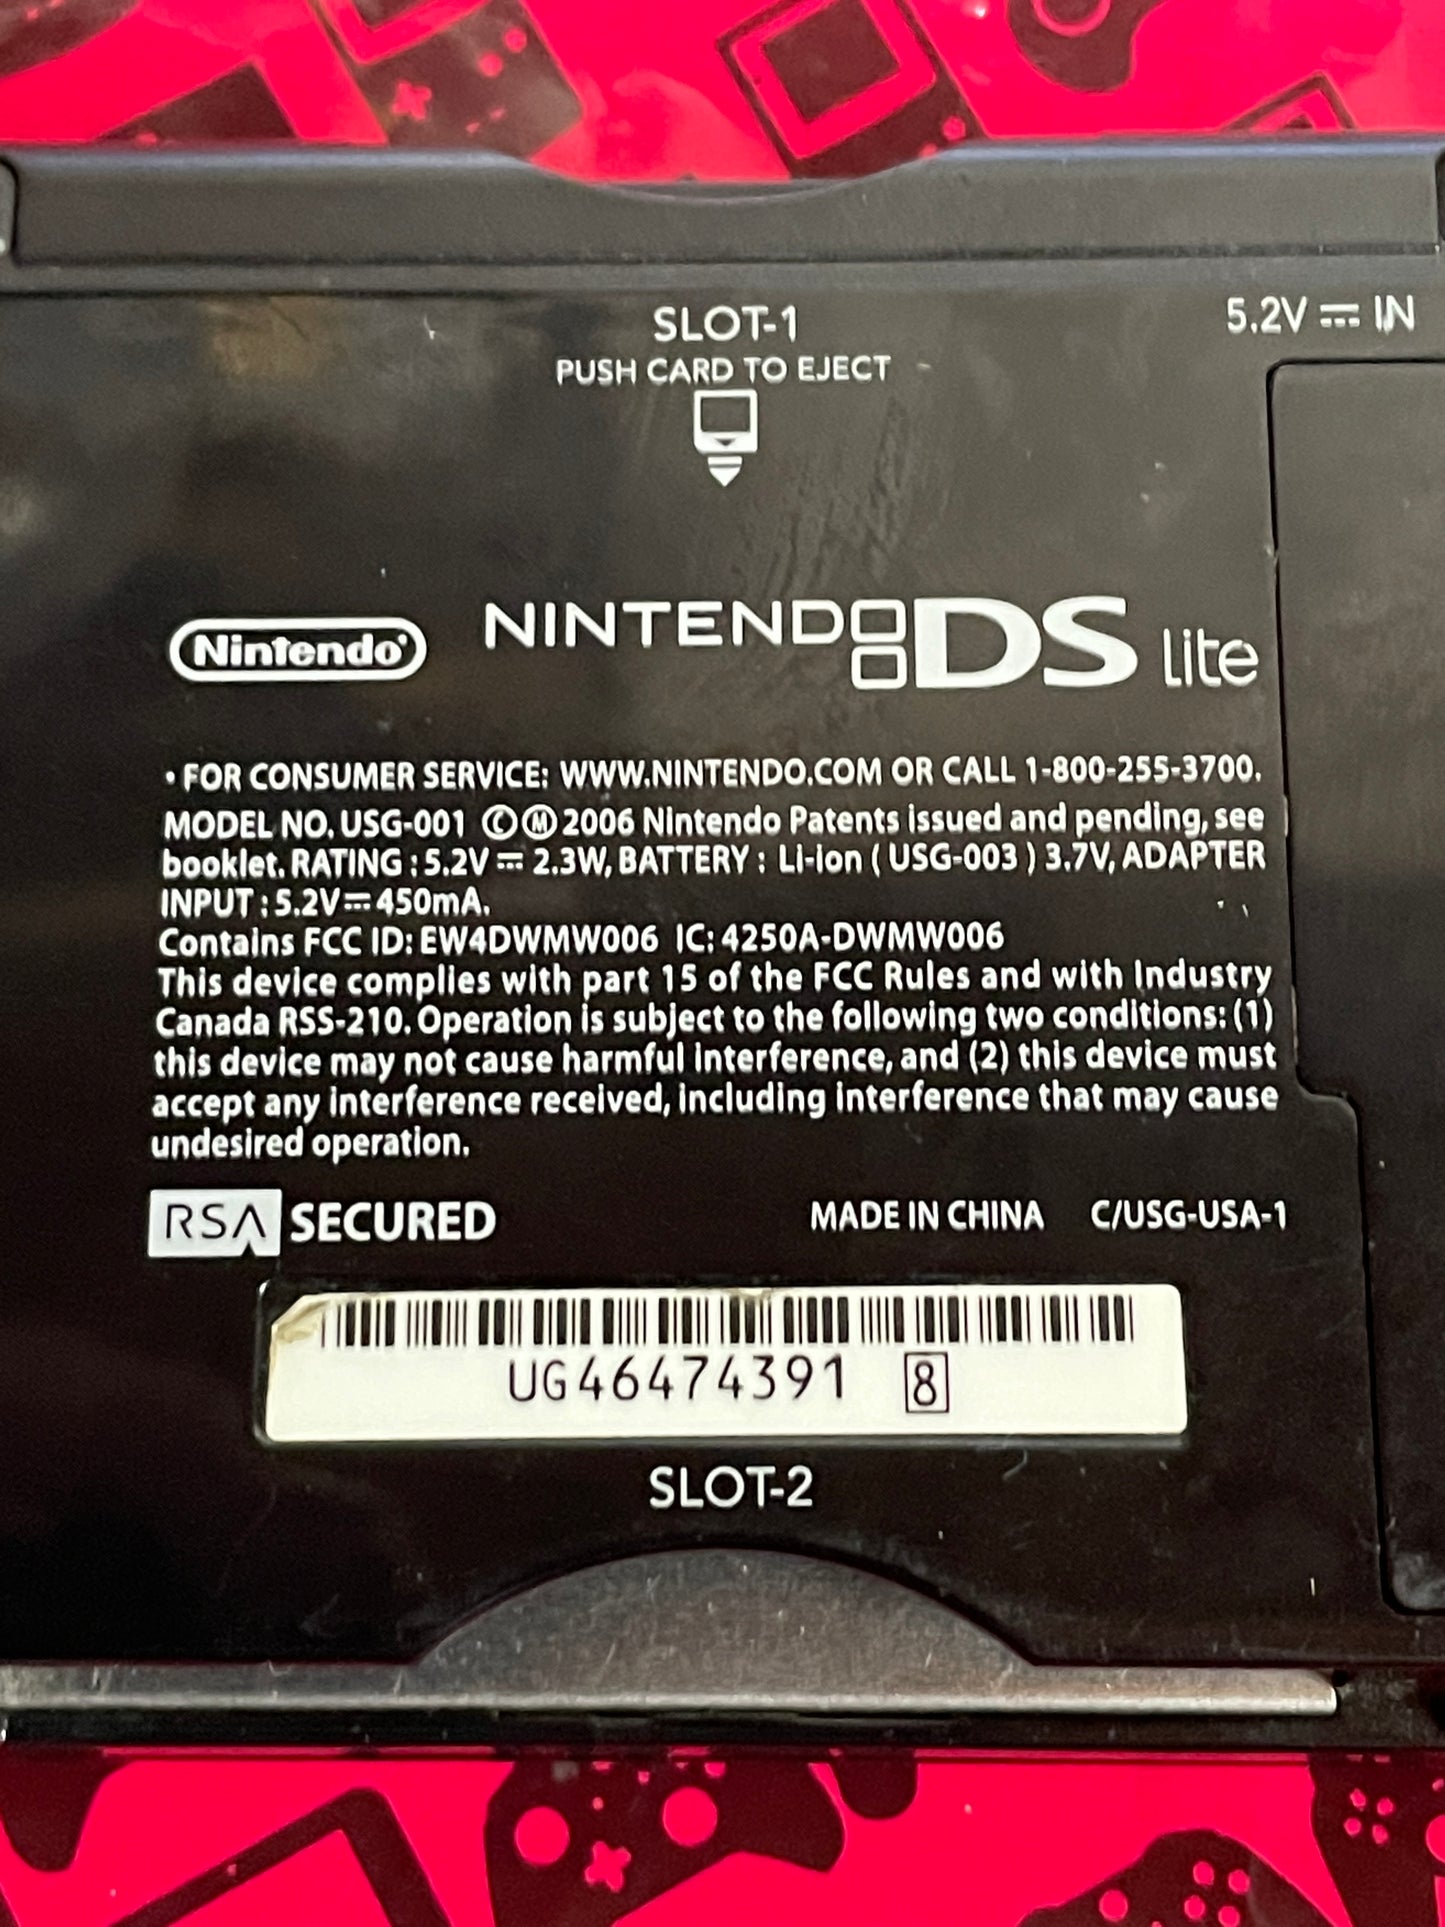 SLOT-1
5.2V ⎓ IN
PUSH CARD TO EJECT
Nintendo®
NINTENDO DS lite
• FOR CONSUMER SERVICE: WWW.NINTENDO.COM OR CALL 1-800-255-3700.
MODEL NO. USG-001 ©Ⓜ2006 Nintendo Patents issued and pending, see
booklet. RATING : 5.2V⎓ 2.3W, BATTERY : Li-ion ( USG-003 ) 3.7V, ADAPTER
INPUT : 5.2V⎓450mA.
Contains FCC ID: EW4DWMW006 IC: 4250A-DWMW006
This device complies with part 15 of the FCC Rules and with Industry
Canada RSS-210. Operation is subject to the following two conditions: (1)
this device may not cause harmful interference, and (2) this device must
accept any interference received, including interference that may cause
undesired operation.
RSA SECURED
MADE IN CHINA C/USG-USA-1
UG46474391 8
SLOT-2